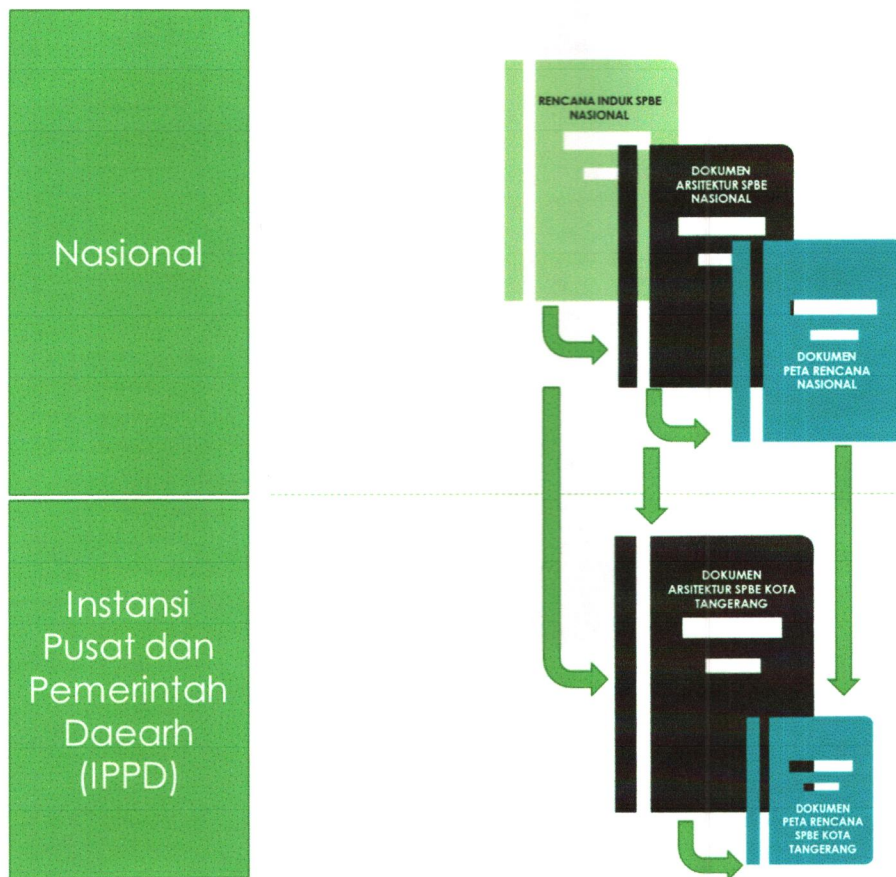 Nasional
RENCANA INDUK SPBE
NASIONAL
DOKUMEN
ARSITEKTUR SPBE
NASIONAL
DOKUMEN
PETA RENCANA
NASIONAL
Instansi
Pusat dan
Pemerintah
Daearh
(IPPD)
DOKUMEN
ARSITEKTUR SPBE KOTA
TANGERANG
DOKUMEN
PETA RENCANA
SPBE KOTA
TANGERANG